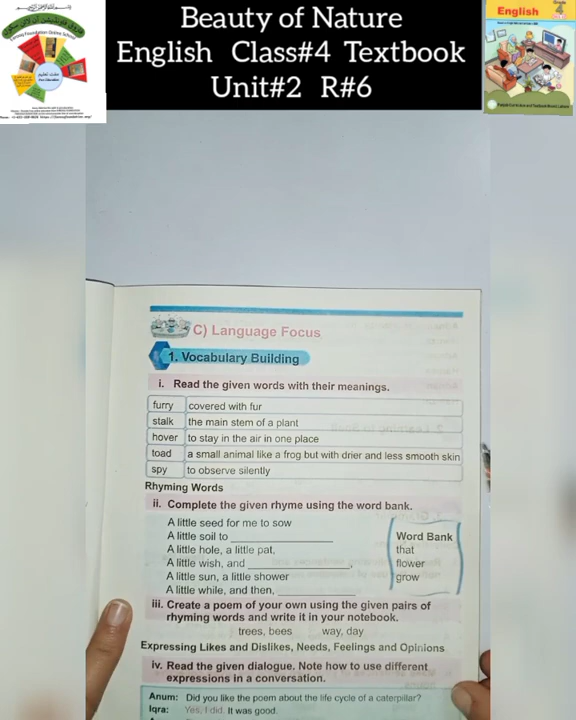 Beauty of Nature
English Class#4 Textbook
Unit#2 R#6
English
4
C) Language Focus
1. Vocabulary Building
i. Read the given words with their meanings.
furry covered with fur
stalk the main stem of a plant
hover to stay in the air in one place
toad a small animal like a frog but with drier and less smooth skin
spy to observe silently
Rhyming Words
ii. Complete the given rhyme using the word bank.
A little seed for me to sow
A little soil to ____________
A little hole, a little pat,
A little wish, and ____________,
A little sun, a little shower
A little while, and then, ____________
Word Bank
that
flower
grow
iii. Create a poem of your own using the given pairs of
rhyming words and write it in your notebook.
trees, bees way, day
Expressing Likes and Dislikes, Needs, Feelings and Opinions
iv. Read the given dialogue. Note how to use different
expressions in a conversation.
Anum: Did you like the poem about the life cycle of a caterpillar?
Iqra: Yes, I did. It was good.